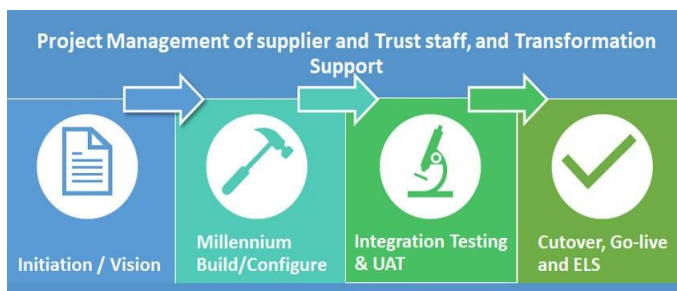 Project Management of supplier and Trust staff, and Transformation
Support
Initiation / Vision
Millennium
Build/Configure
Integration Testing
& UAT
Cutover, Go-live
and ELS